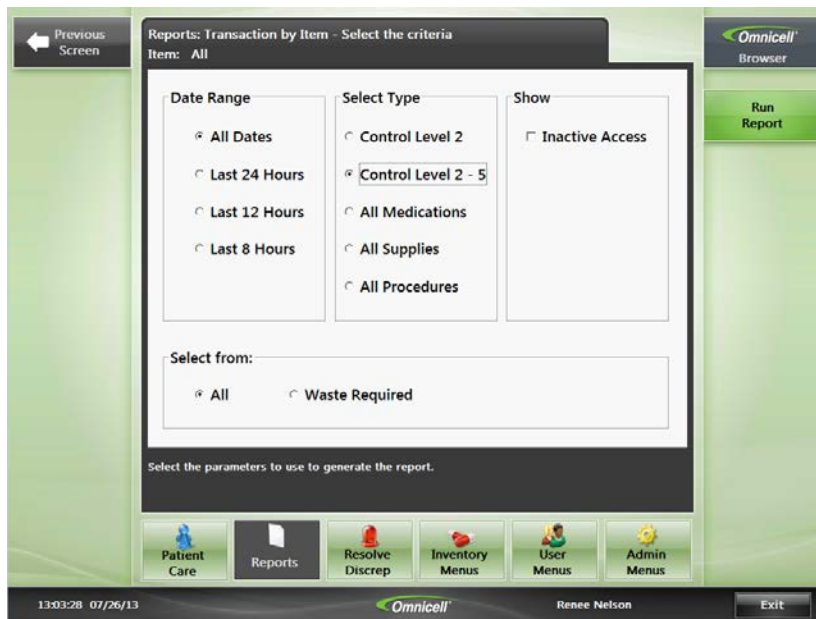 Previous
Screen
Reports: Transaction by Item - Select the criteria
Item: All
Omnicell
Browser
Run
Report
Date Range
All Dates
Last 24 Hours
Last 12 Hours
Last 8 Hours
Select Type
Control Level 2
Control Level 2 - 5
All Medications
All Supplies
All Procedures
Show
Inactive Access
Select from:
All
Waste Required
Select the parameters to use to generate the report.
Patient
Care
Reports
Resolve
Discrep
Inventory
Menus
User
Menus
Admin
Menus
13:03:28 07/26/13
Omnicell
Renee Nelson
Exit